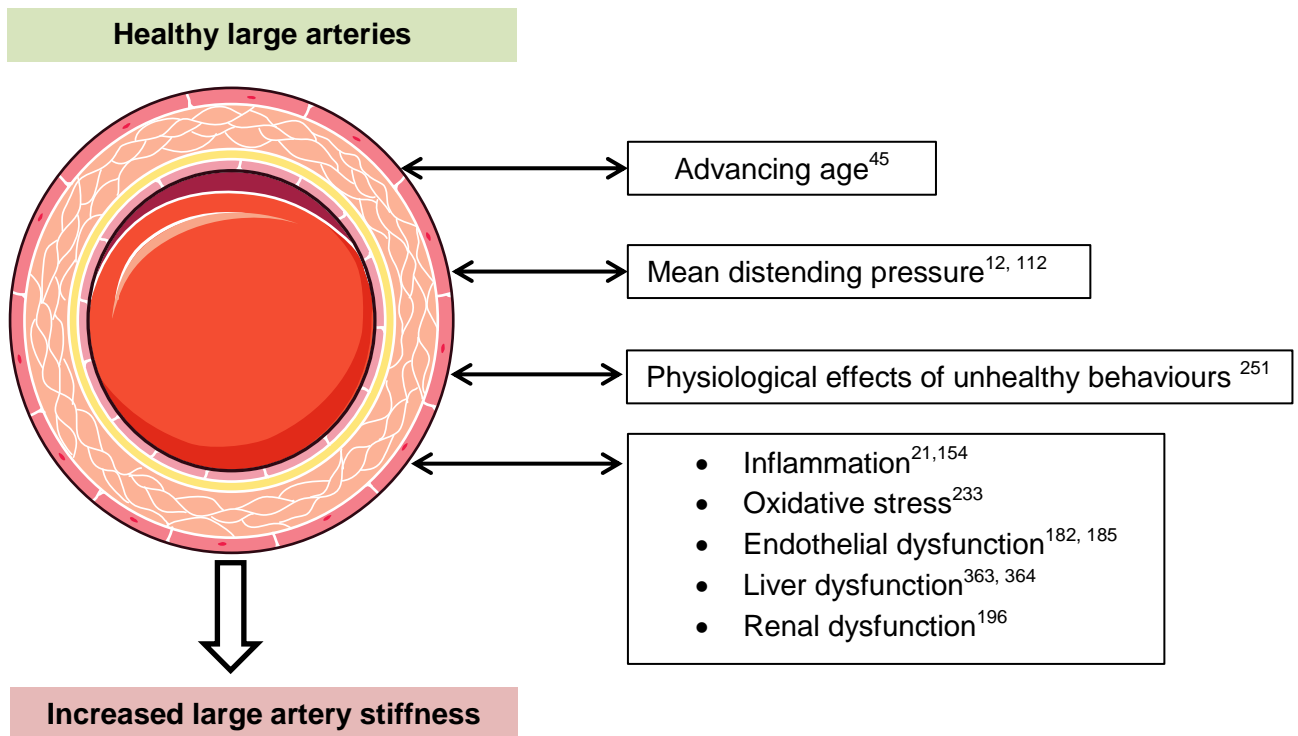 Healthy large arteries
Advancing age45
Mean distending pressure12, 112
Physiological effects of unhealthy behaviours 251
• Inflammation21,154
• Oxidative stress233
• Endothelial dysfunction182, 185
• Liver dysfunction363, 364
• Renal dysfunction196
Increased large artery stiffness